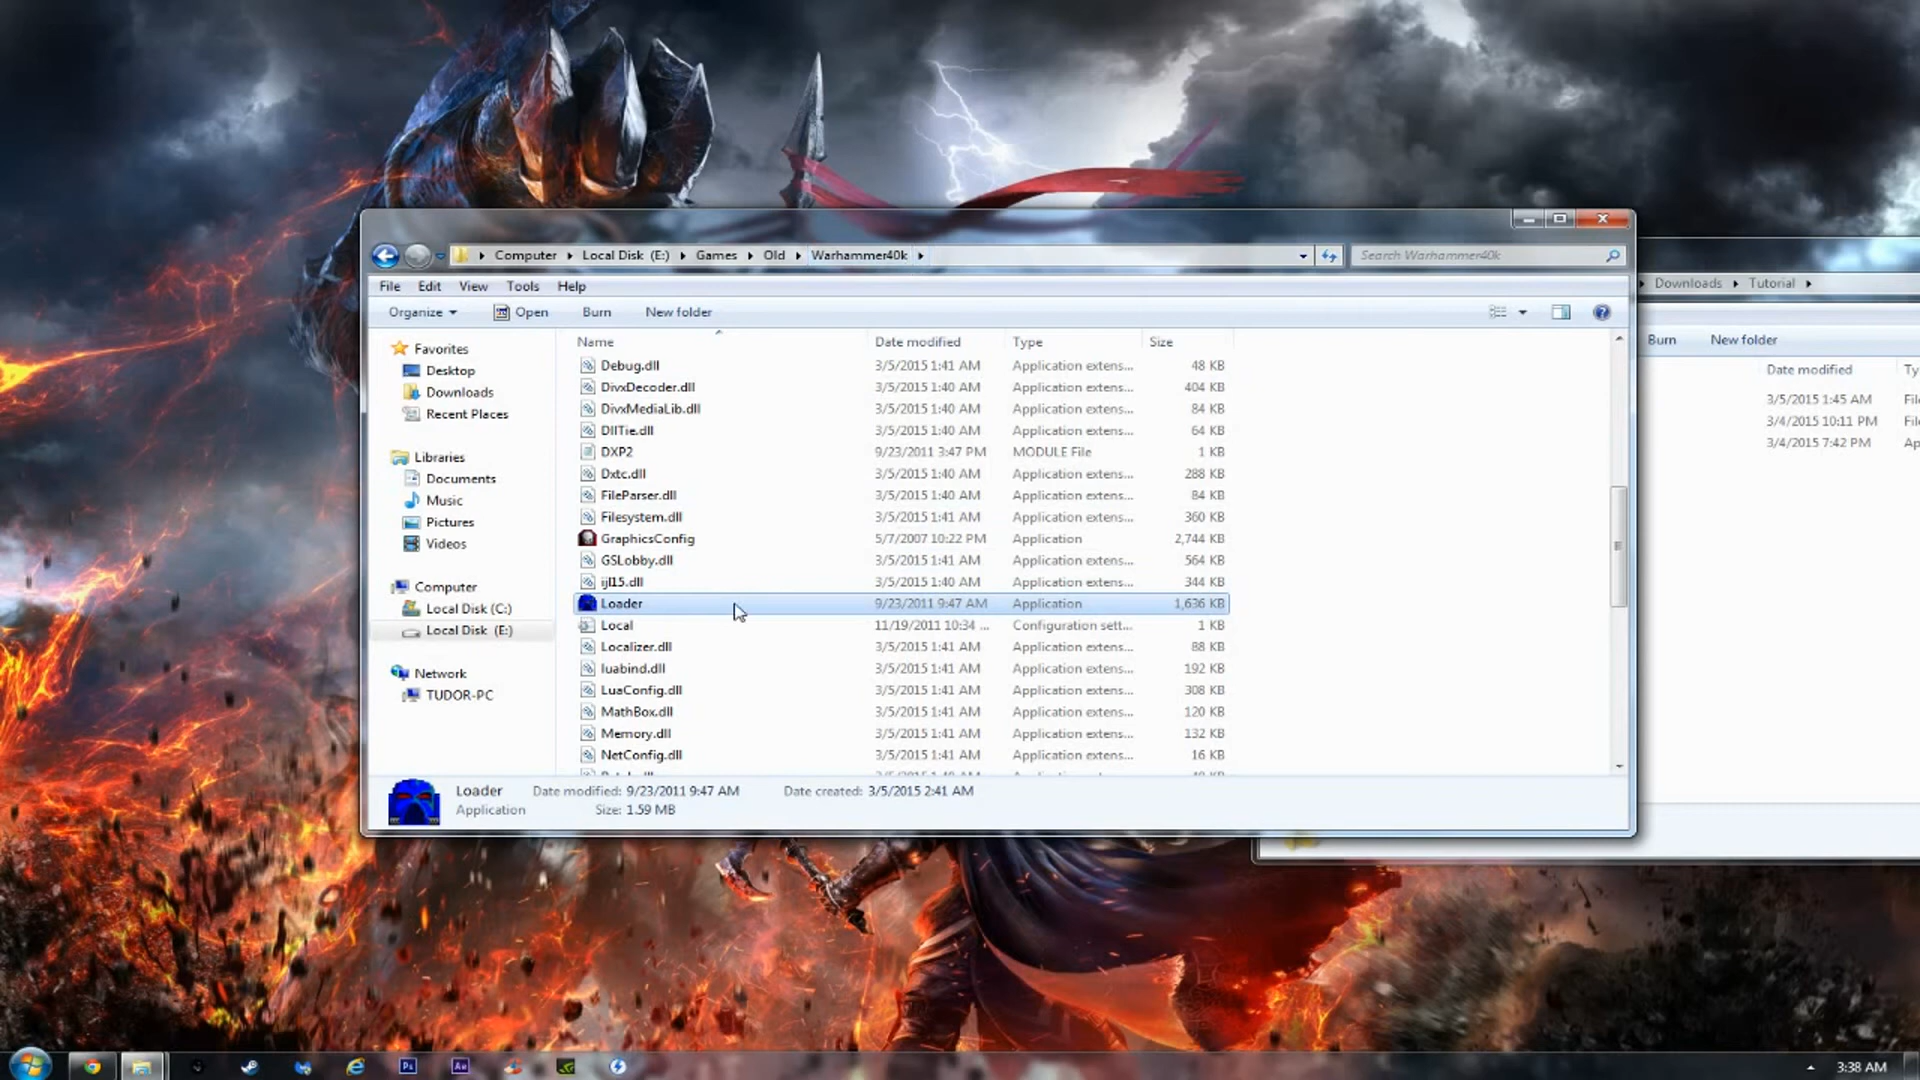 Computer Local Disk (E:) Games Old Warhammer40k Search Warhammer40k
Downloads Tutorial
File Edit View Tools Help
Organize Open Burn New folder
Burn New folder
Name Date modified Type Size
Date modified Ty
Favorites
Desktop
Downloads
Recent Places
Libraries
Documents
Music
Pictures
Videos
Computer
Local Disk (C:)
Local Disk (E:)
Network
TUDOR-PC
Debug.dll 3/5/2015 1:41 AM Application extens... 48 KB
DivxDecoder.dll 3/5/2015 1:40 AM Application extens... 404 KB
DivxMediaLib.dll 3/5/2015 1:40 AM Application extens... 84 KB
DllTie.dll 3/5/2015 1:40 AM Application extens... 64 KB
DXP2 9/23/2011 3:47 PM MODULE File 1 KB
Dxtc.dll 3/5/2015 1:40 AM Application extens... 288 KB
FileParser.dll 3/5/2015 1:40 AM Application extens... 84 KB
Filesystem.dll 3/5/2015 1:41 AM Application extens... 360 KB
GraphicsConfig 5/7/2007 10:22 PM Application 2,744 KB
GSLobby.dll 3/5/2015 1:41 AM Application extens... 564 KB
ijl15.dll 3/5/2015 1:40 AM Application extens... 344 KB
Loader 9/23/2011 9:47 AM Application 1,636 KB
Local 11/19/2011 10:34 ... Configuration sett... 1 KB
Localizer.dll 3/5/2015 1:41 AM Application extens... 88 KB
luabind.dll 3/5/2015 1:41 AM Application extens... 192 KB
LuaConfig.dll 3/5/2015 1:41 AM Application extens... 308 KB
MathBox.dll 3/5/2015 1:41 AM Application extens... 120 KB
Memory.dll 3/5/2015 1:41 AM Application extens... 132 KB
NetConfig.dll 3/5/2015 1:41 AM Application extens... 16 KB
3/5/2015 1:45 AM File
3/4/2015 10:11 PM File
3/4/2015 7:42 PM Ap
Loader Date modified: 9/23/2011 9:47 AM Date created: 3/5/2015 2:41 AM
Application Size: 1.59 MB
Ps
Ae
3:38 AM